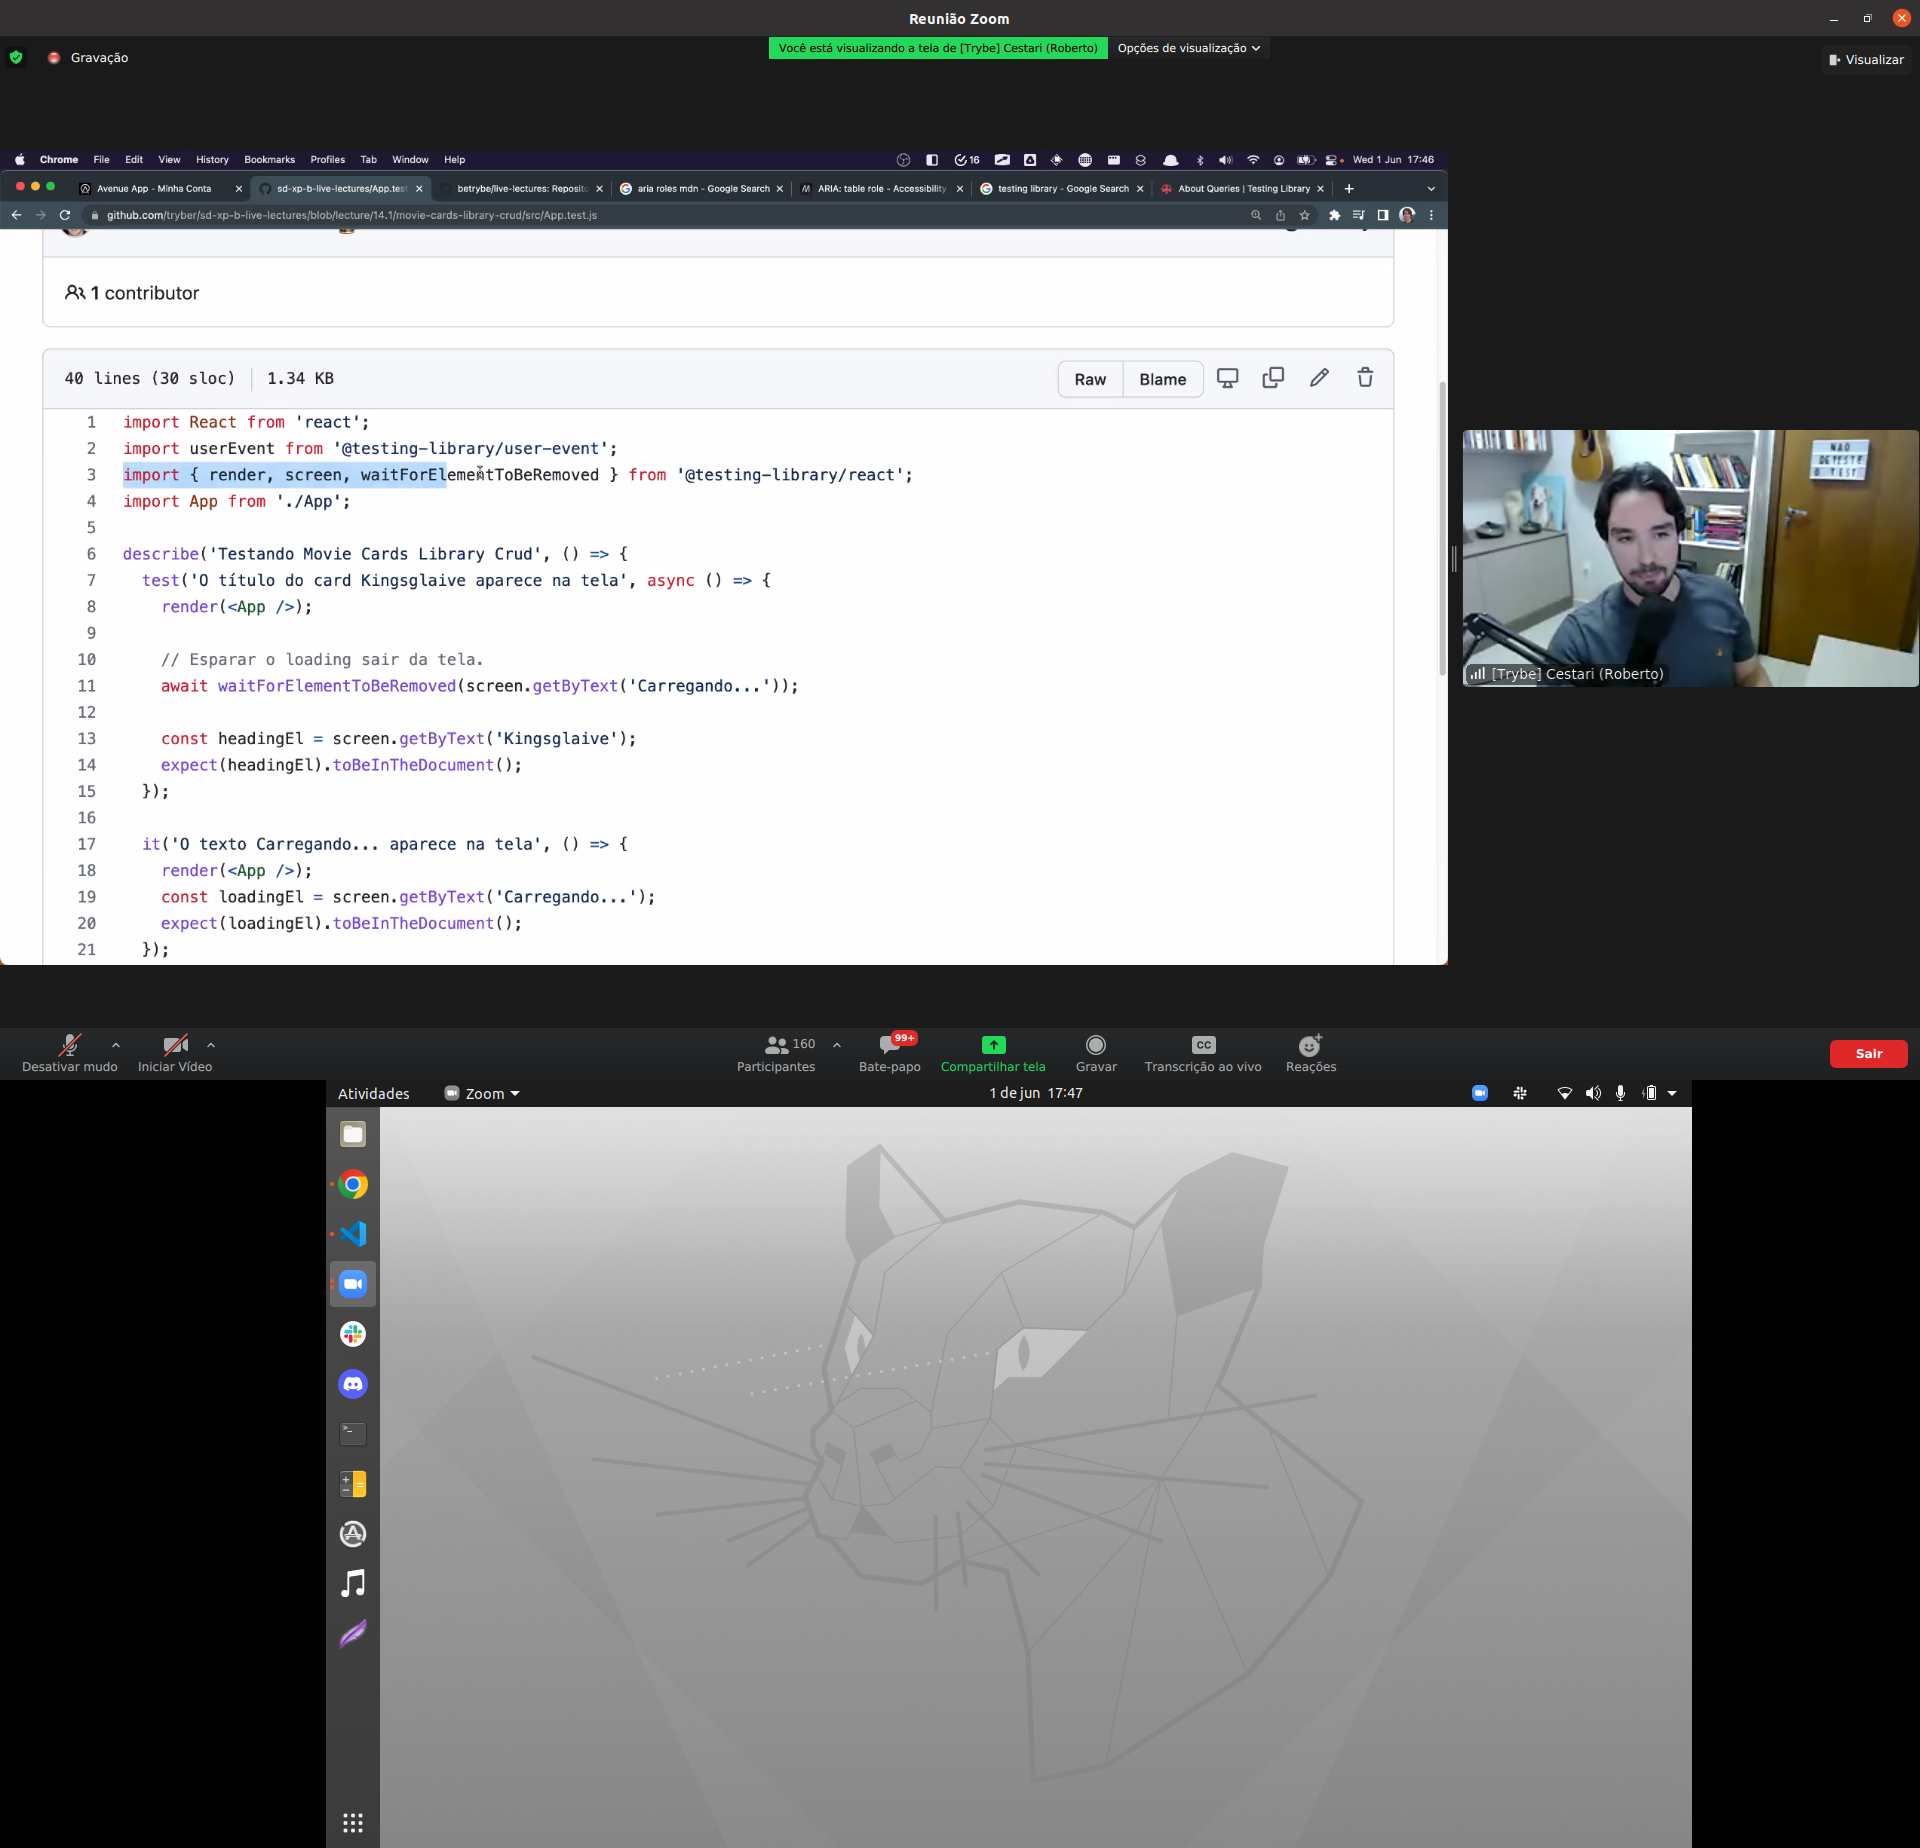 Reunião Zoom
Gravação
Você está visualizando a tela de [Trybe] Cestari (Roberto)
Opções de visualização
Visualizar
Chrome File Edit View History Bookmarks Profiles Tab Window Help
16
Wed 1 Jun 17:46
Avenue App - Minha Conta
sd-xp-b-live-lectures/App.test
betrybe/live-lectures: Reposito
aria roles mdn - Google Search
ARIA: table role - Accessibility
testing library - Google Search
About Queries | Testing Library
github.com/tryber/sd-xp-b-live-lectures/blob/lecture/14.1/movie-cards-library-crud/src/App.test.js
1 contributor
40 lines (30 sloc) 1.34 KB
Raw Blame
1 import React from 'react';
2 import userEvent from '@testing-library/user-event';
3 import { render, screen, waitForElementToBeRemoved } from '@testing-library/react';
4 import App from './App';
5
6 describe('Testando Movie Cards Library Crud', () => {
7 test('O título do card Kingsglaive aparece na tela', async () => {
8 render(<App />);
9
10 // Esparar o loading sair da tela.
11 await waitForElementToBeRemoved(screen.getByText('Carregando...'));
12
13 const headingEl = screen.getByText('Kingsglaive');
14 expect(headingEl).toBeInTheDocument();
15 });
16
17 it('O texto Carregando... aparece na tela', () => {
18 render(<App />);
19 const loadingEl = screen.getByText('Carregando...');
20 expect(loadingEl).toBeInTheDocument();
21 });
NAO
DE TESTE
O TEST
[Trybe] Cestari (Roberto)
Desativar mudo
Iniciar Vídeo
160
Participantes
99+
Bate-papo
Compartilhar tela
Gravar
CC
Transcrição ao vivo
Reações
Sair
Atividades
Zoom
1 de jun 17:47